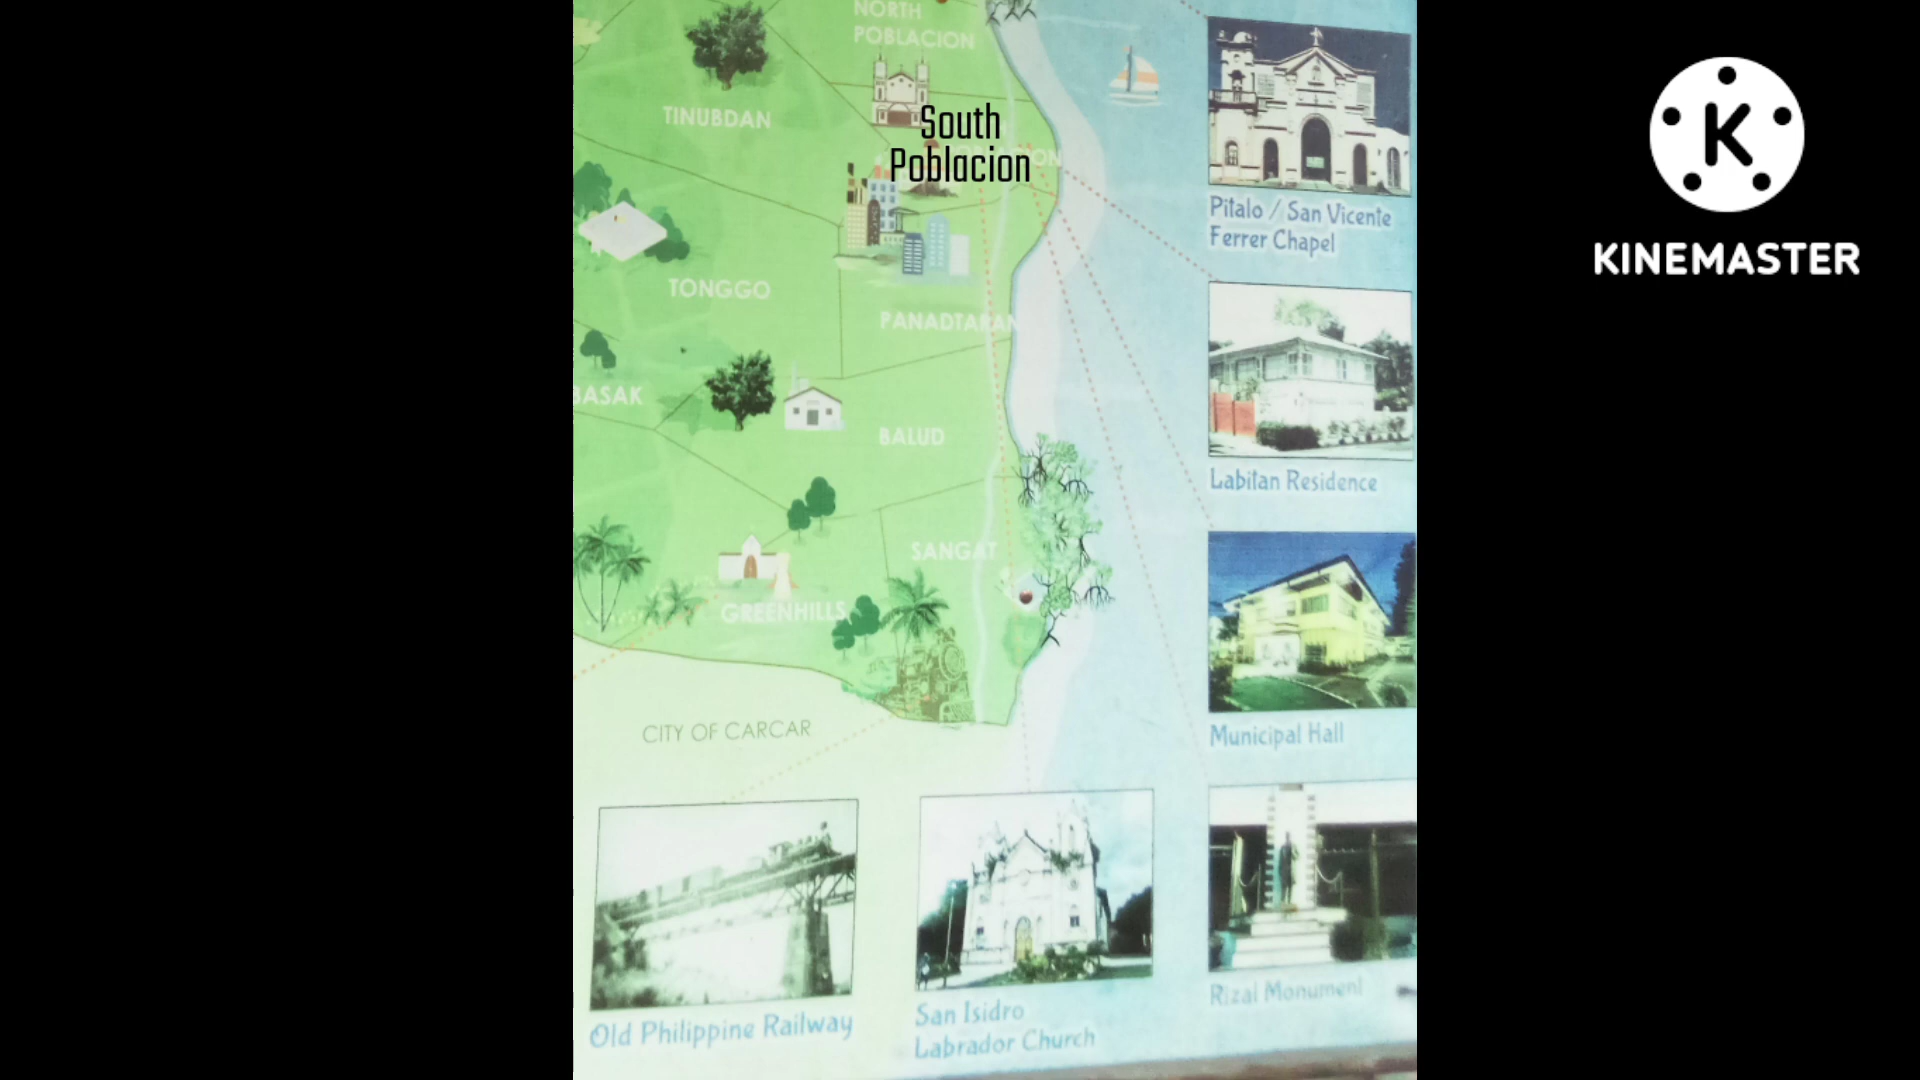 NORTH
POBLACION
TINUBDAN
South
Poblacion
TONGGO
PANADTARAN
BASAK
BALUD
SANGAT
GREENHILLS
CITY OF CARCAR
Pitalo / San Vicente
Ferrer Chapel
Labitan Residence
Municipal Hall
Rizal Monument
Old Philippine Railway
San Isidro
Labrador Church
K
KINEMASTER